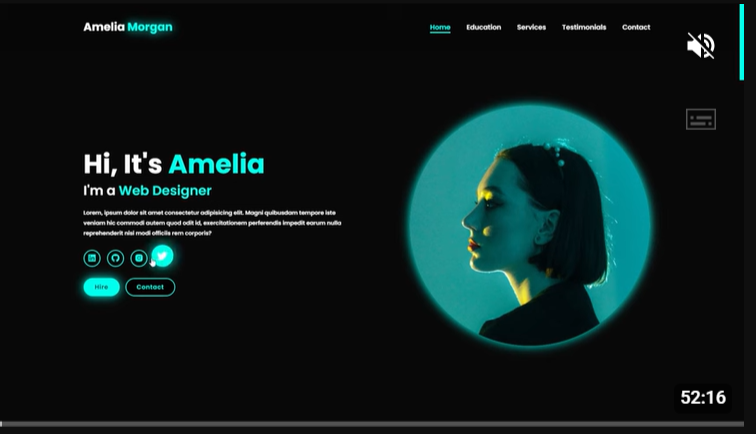 Amelia Morgan
Home Education Services Testimonials Contact
Hi, It's Amelia
I'm a Web Designer
Lorem, ipsum dolor sit amet consectetur adipisicing elit. Magni quibusdam tempore iste
veniam hic commodi autem quod odit id, exercitationem perferendis impedit earum nulla
reprehenderit nisi modi officiis rem corporis?
Hire Contact
52:16